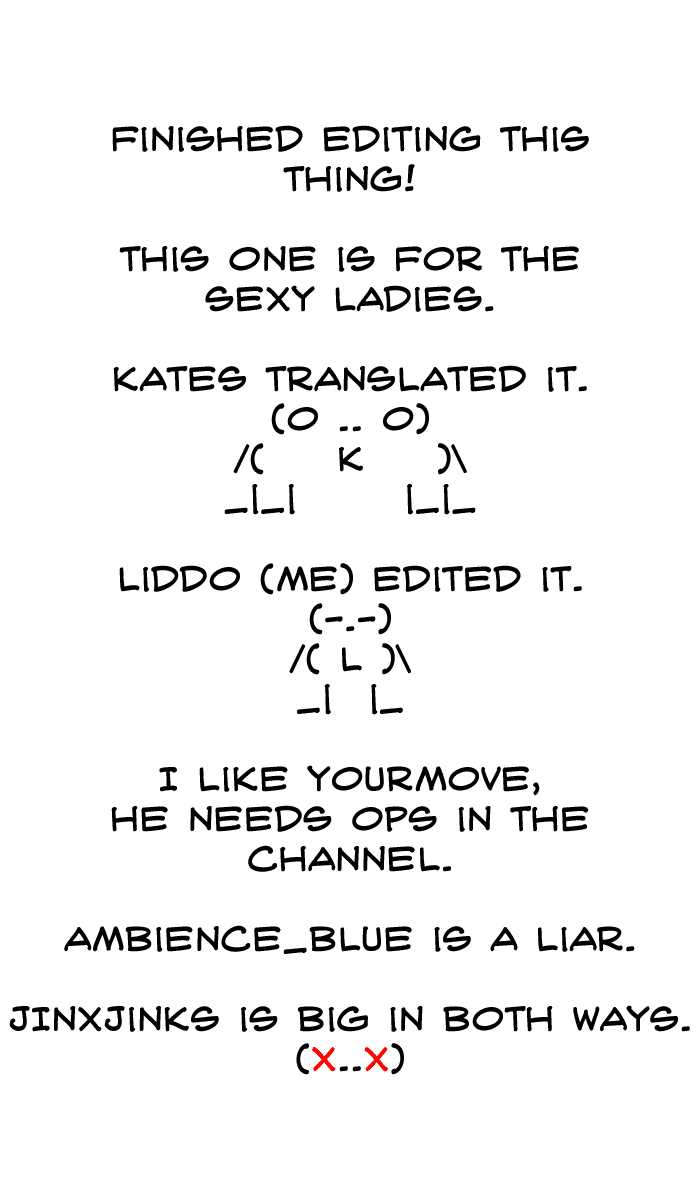 FINISHED EDITING THIS
THING!
THIS ONE IS FOR THE
SEXY LADIES.
KATES TRANSLATED IT.
(O .. O)
/(    K    )\
_|_|      |_|_
LIDDO (ME) EDITED IT.
(-.-)
/( L )\
_|  |_
I LIKE YOURMOVE,
HE NEEDS OPS IN THE
CHANNEL.
AMBIENCE_BLUE IS A LIAR.
JINXJINKS IS BIG IN BOTH WAYS.
(X..X)